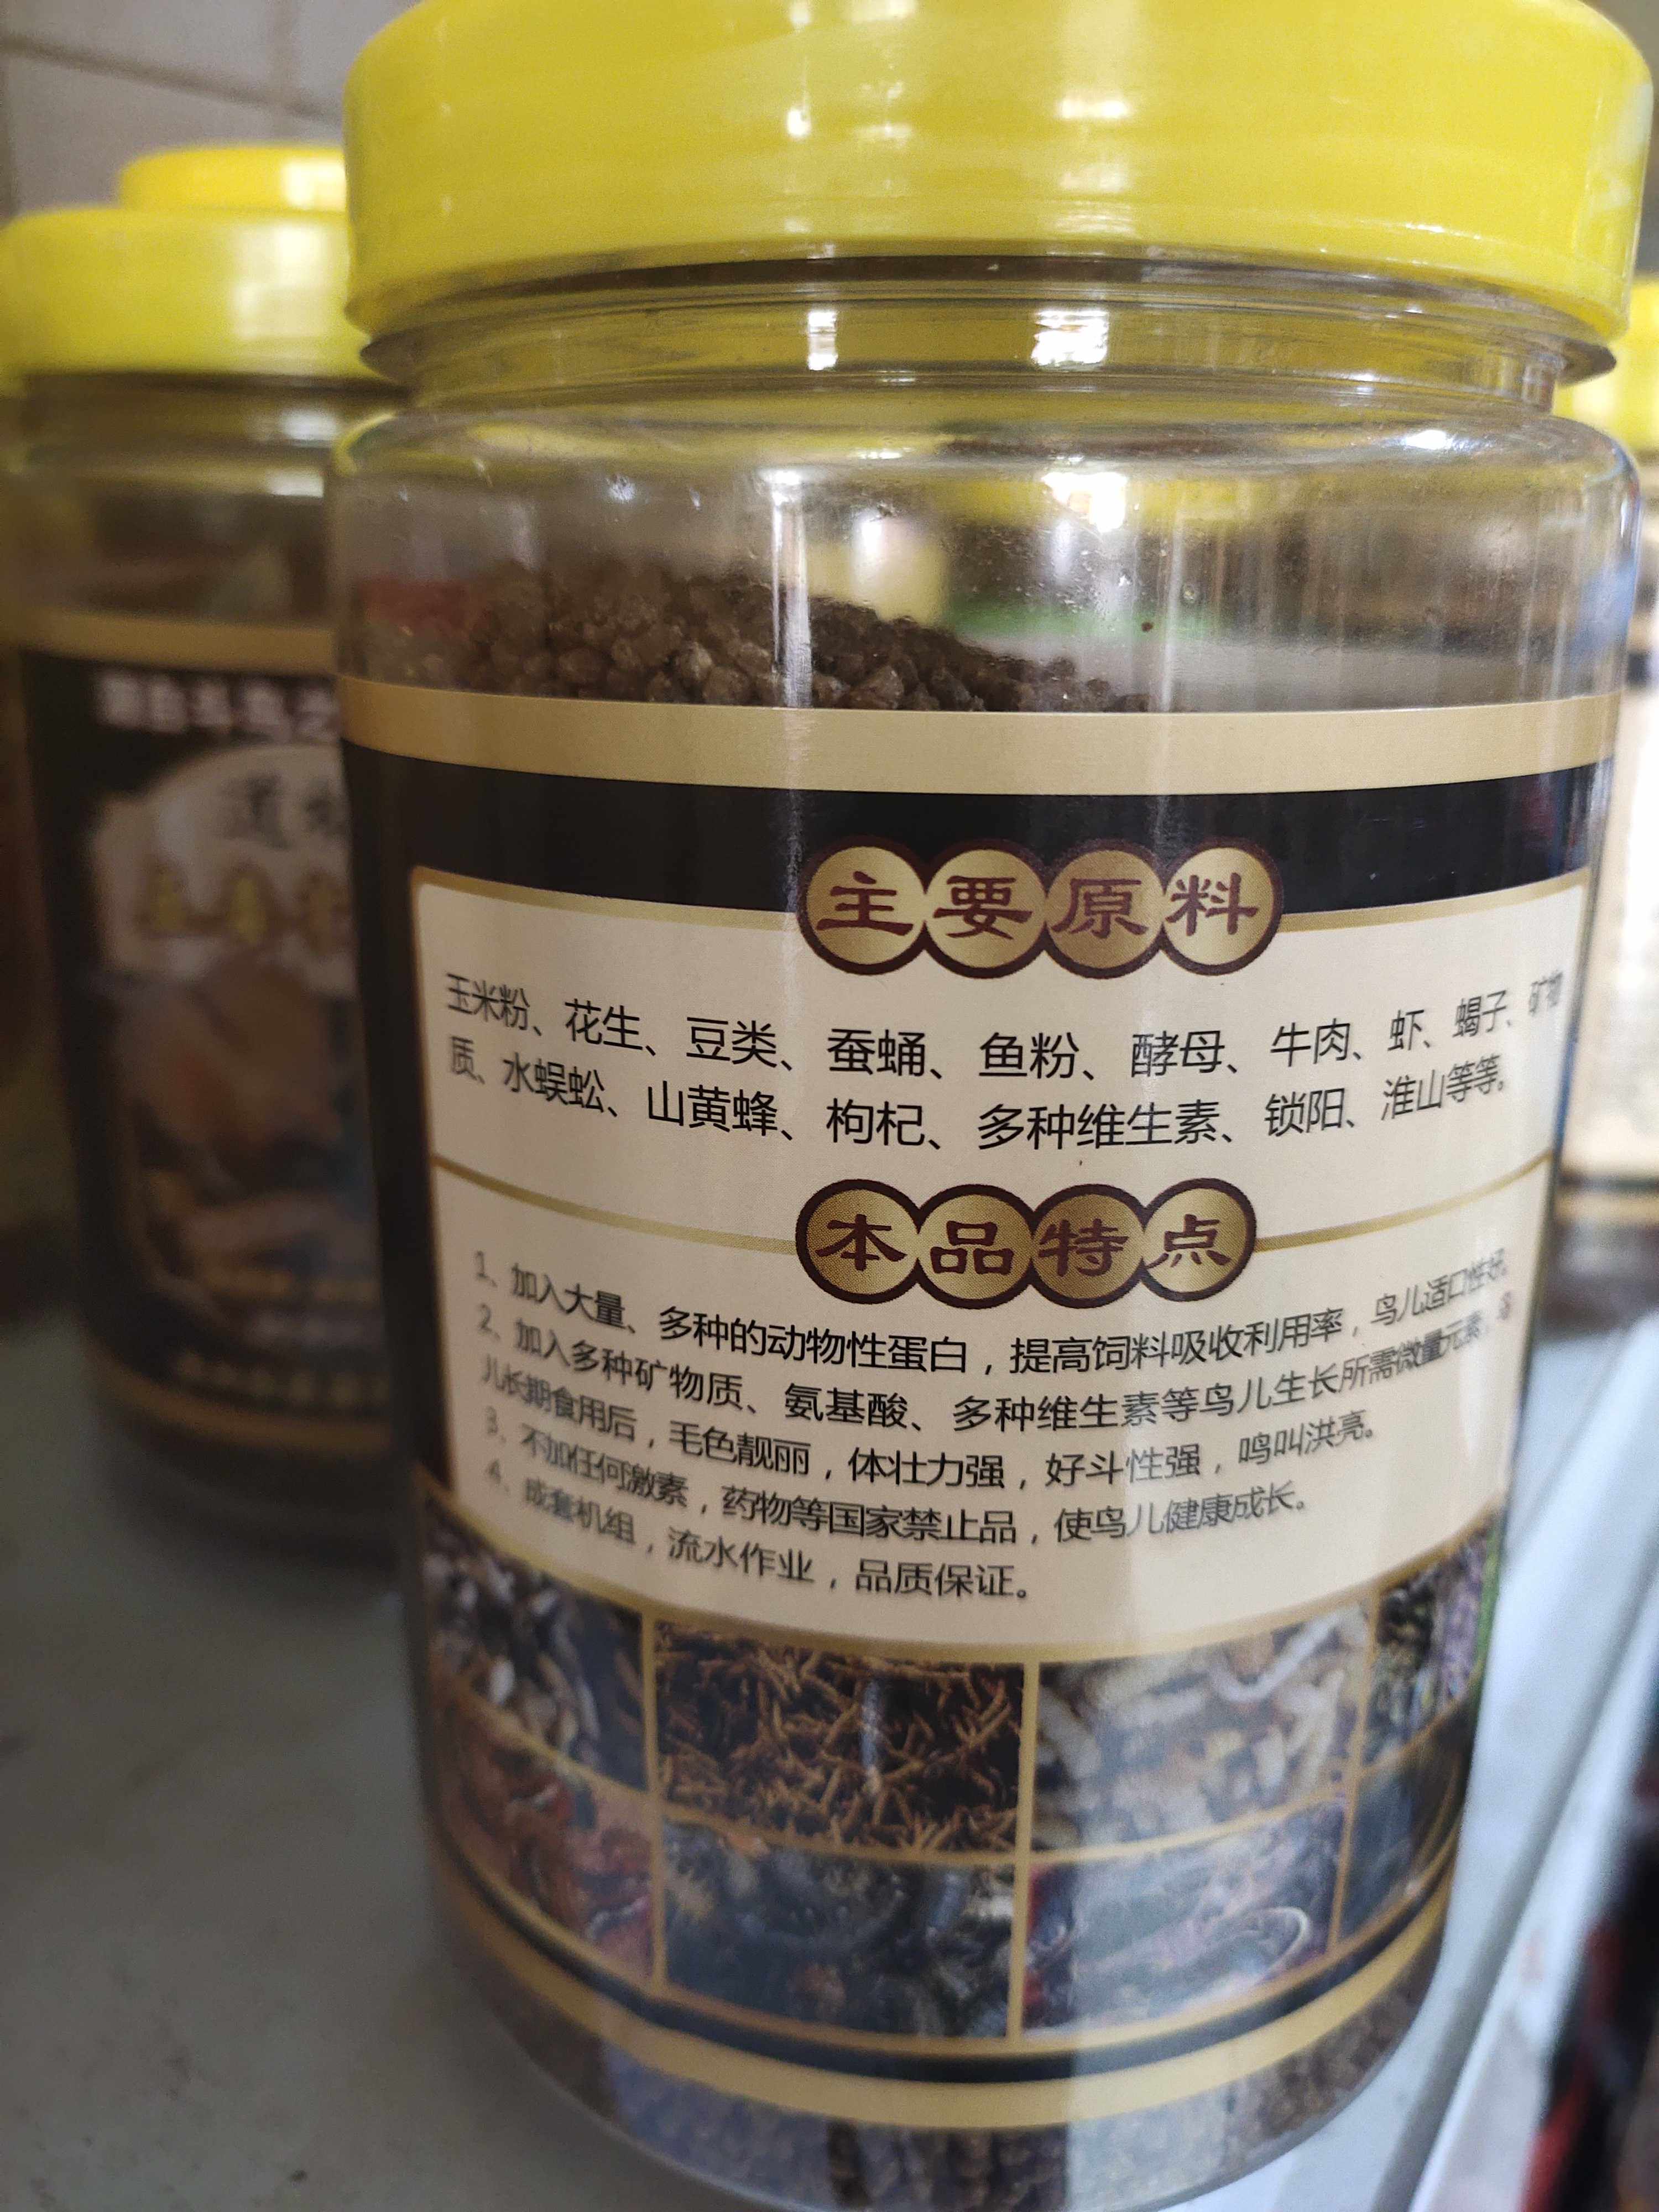 主要原料
玉米粉、花生、豆类、蚕蛹、鱼粉、酵母、牛肉、虾、蝎子、矿物
质、水蜈蚣、山黄蜂、枸杞、多种维生素、锁阳、淮山等等。
本品特点
1、加入大量、多种的动物性蛋白，提高饲料吸收利用率，鸟儿适口性好。
2、加入多种矿物质、氨基酸、多种维生素等鸟儿生长所需微量元素，鸟
儿长期食用后，毛色靓丽，体壮力强，好斗性强，鸣叫洪亮。
3、不加任何激素，药物等国家禁止品，使鸟儿健康成长。
4、成套机组，流水作业，品质保证。